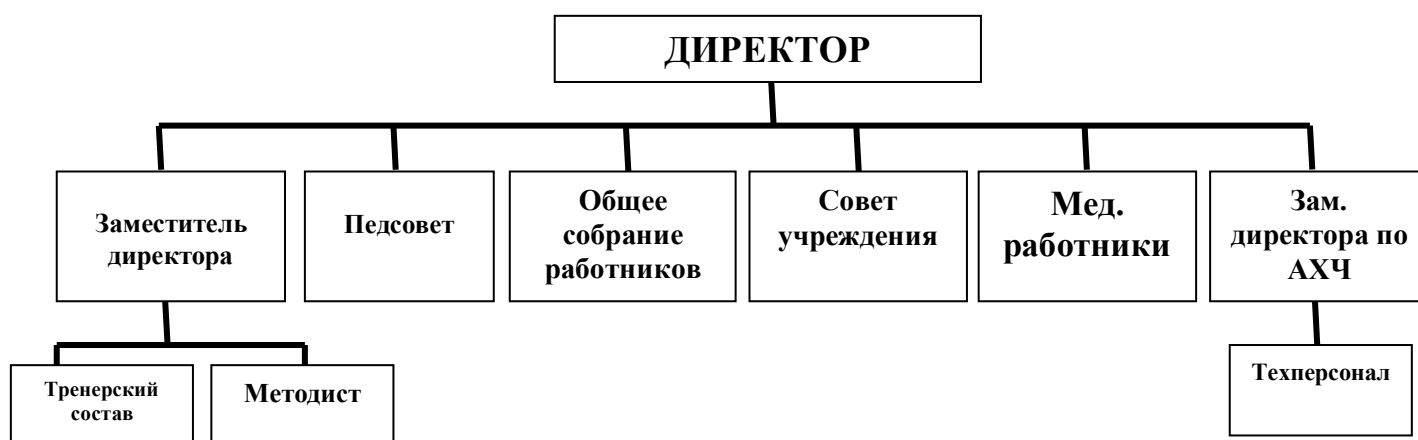 ДИРЕКТОР
Заместитель
директора
Педсовет
Общее
собрание
работников
Совет
учреждения
Мед.
работники
Зам.
директора по
АХЧ
Тренерский
состав
Методист
Техперсонал